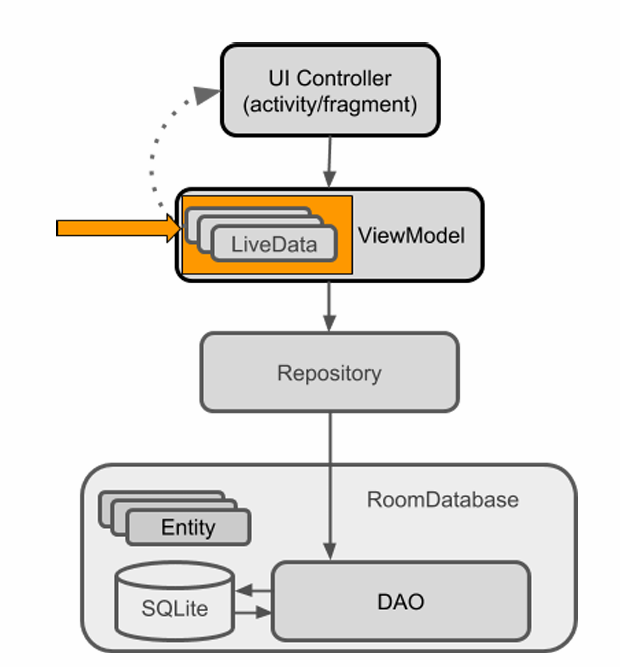 UI Controller
(activity/fragment)
LiveData
ViewModel
Repository
RoomDatabase
Entity
SQLite
DAO